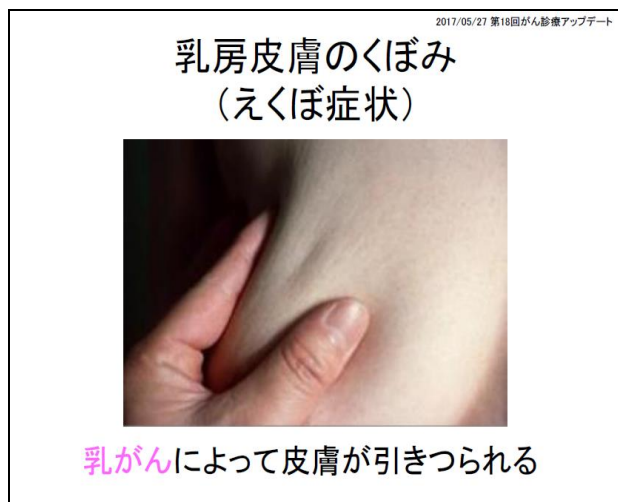 2017/05/27 第18回がん診療アップデート
乳房皮膚のくぼみ
（えくぼ症状）
乳がんによって皮膚が引きつられる